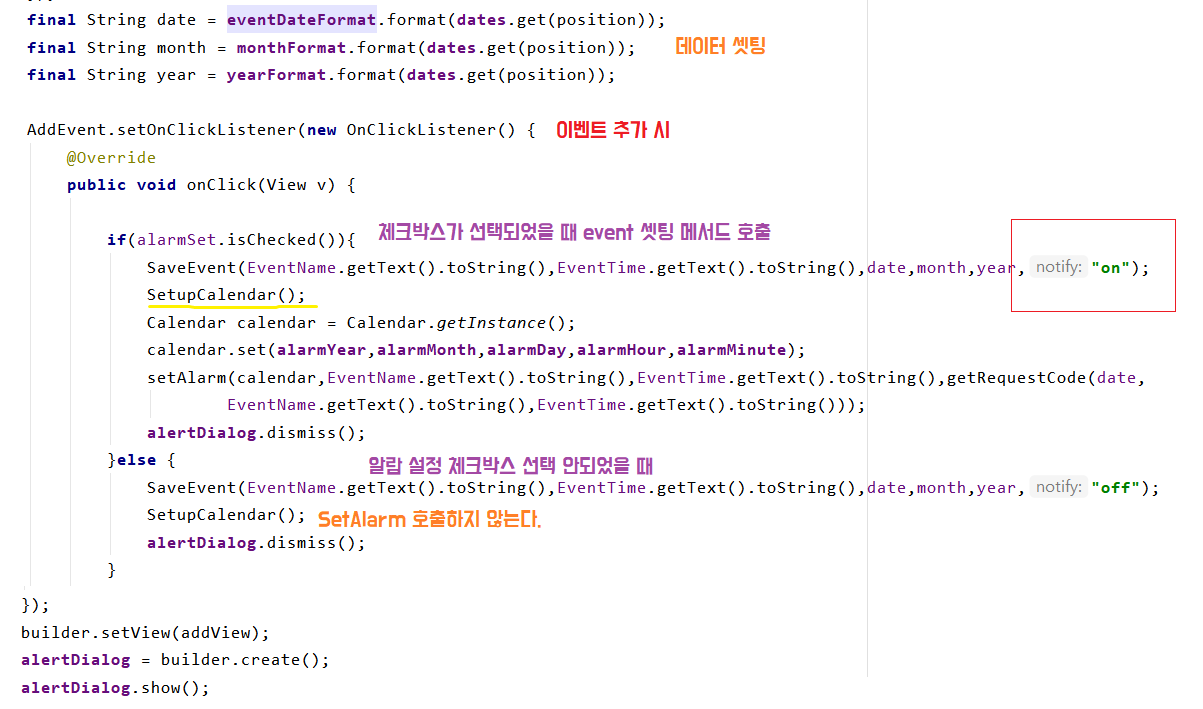 final String date = eventDateFormat.format(dates.get(position));
final String month = monthFormat.format(dates.get(position)); 데이터 셋팅
final String year = yearFormat.format(dates.get(position));
AddEvent.setOnClickListener(new OnClickListener() { 이벤트 추가 시
@Override
public void onClick(View v) {
체크박스가 선택되었을 때 event 셋팅 메서드 호출
if(alarmSet.isChecked()){
SaveEvent(EventName.getText().toString(),EventTime.getText().toString(),date,month,year, notify: "on");
SetupCalendar();
Calendar calendar = Calendar.getInstance();
calendar.set(alarmYear,alarmMonth,alarmDay,alarmHour,alarmMinute);
setAlarm(calendar,EventName.getText().toString(),EventTime.getText().toString(),getRequestCode(date,
EventName.getText().toString(),EventTime.getText().toString()));
alertDialog.dismiss();
}else {
알람 설정 체크박스 선택 안되었을 때
SaveEvent(EventName.getText().toString(),EventTime.getText().toString(),date,month,year, notify: "off");
SetupCalendar(); SetAlarm 호출하지 않는다.
alertDialog.dismiss();
}
});
builder.setView(addView);
alertDialog = builder.create();
alertDialog.show();